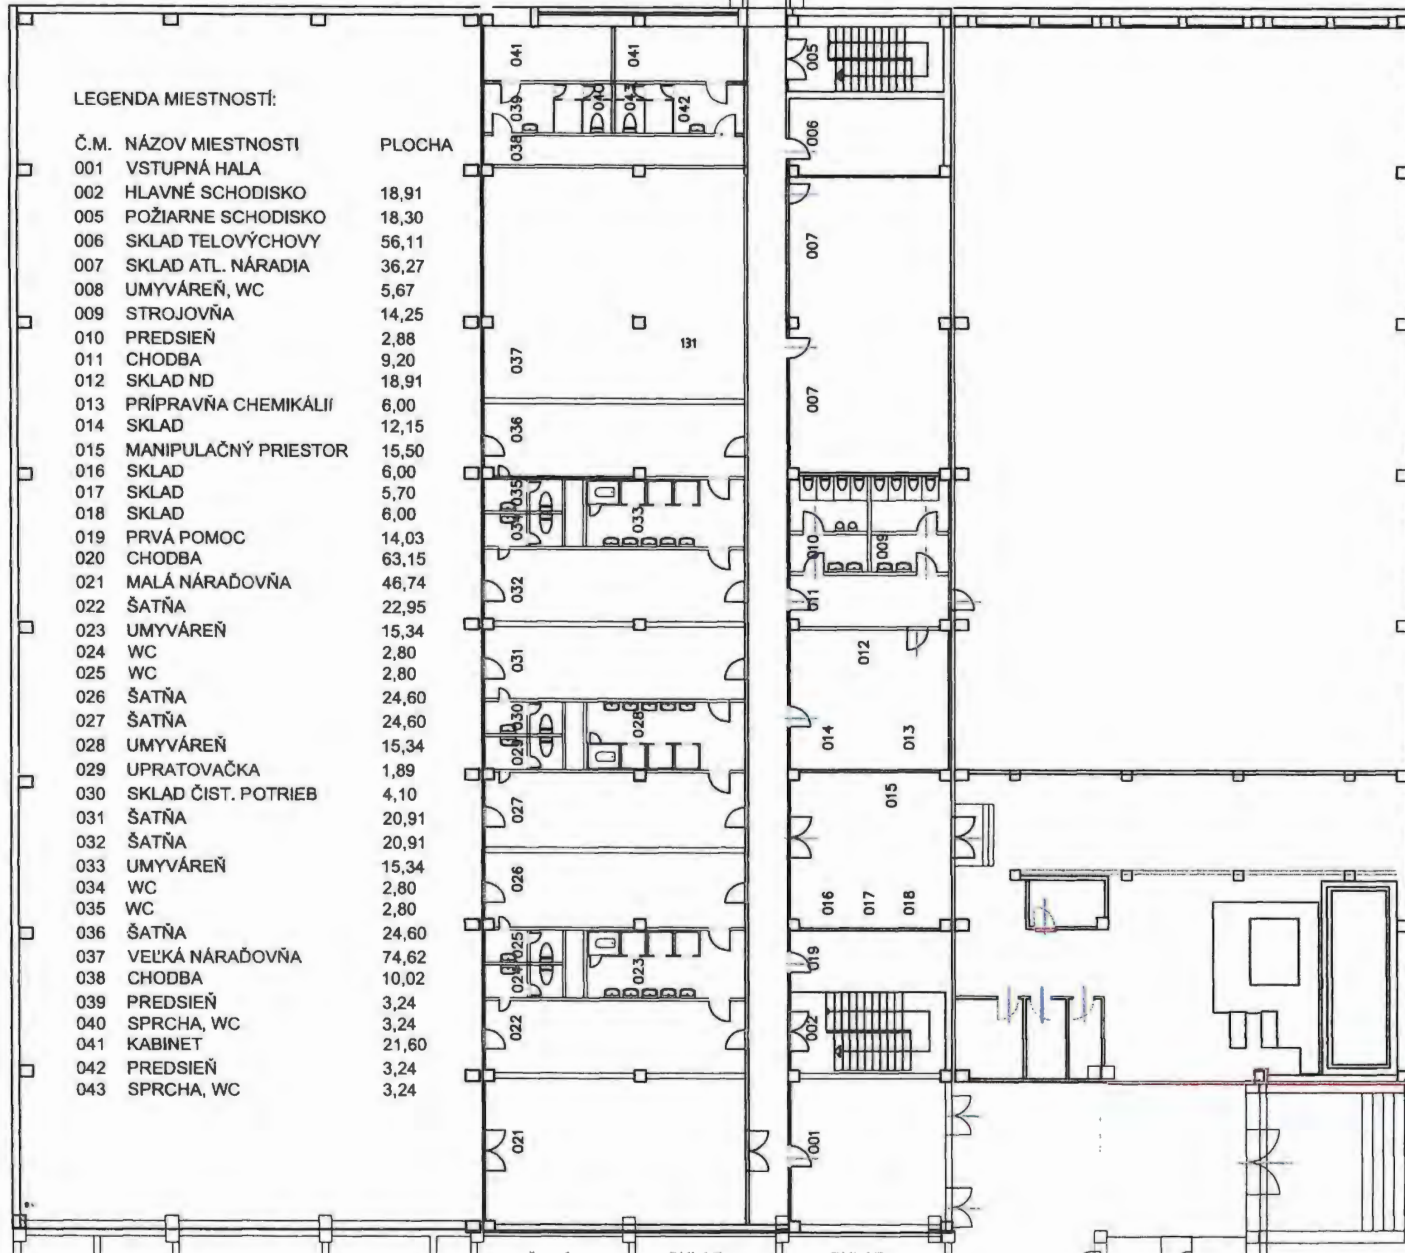 LEGENDA MIESTNOSTÍ:
Č.M. NÁZOV MIESTNOSTI PLOCHA
001 VSTUPNÁ HALA
002 HLAVNÉ SCHODISKO 18,91
005 POŽIARNE SCHODISKO 18,30
006 SKLAD TELOVÝCHOVY 56,11
007 SKLAD ATL. NÁRADIA 36,27
008 UMYVÁREŇ, WC 5,67
009 STROJOVŇA 14,25
010 PREDSIEŇ 2,88
011 CHODBA 9,20
012 SKLAD ND 18,91
013 PRÍPRAVŇA CHEMIKÁLIÍ 6,00
014 SKLAD 12,15
015 MANIPULAČNÝ PRIESTOR 15,50
016 SKLAD 6,00
017 SKLAD 5,70
018 SKLAD 6,00
019 PRVÁ POMOC 14,03
020 CHODBA 63,15
021 MALÁ NÁRAĎOVŇA 46,74
022 ŠATŇA 22,95
023 UMYVÁREŇ 15,34
024 WC 2,80
025 WC 2,80
026 ŠATŇA 24,60
027 ŠATŇA 24,60
028 UMYVÁREŇ 15,34
029 UPRATOVAČKA 1,89
030 SKLAD ČIST. POTRIEB 4,10
031 ŠATŇA 20,91
032 ŠATŇA 20,91
033 UMYVÁREŇ 15,34
034 WC 2,80
035 WC 2,80
036 ŠATŇA 24,60
037 VEĽKÁ NÁRAĎOVŇA 74,62
038 CHODBA 10,02
039 PREDSIEŇ 3,24
040 SPRCHA, WC 3,24
041 KABINET 21,60
042 PREDSIEŇ 3,24
043 SPRCHA, WC 3,24
041
041
039
040
043
042
038
037
131
036
035
034
033
032
031
030
029
028
027
026
025
024
023
022
021
005
006
007
007
010
009
011
012
014
013
015
016
017
018
019
002
001